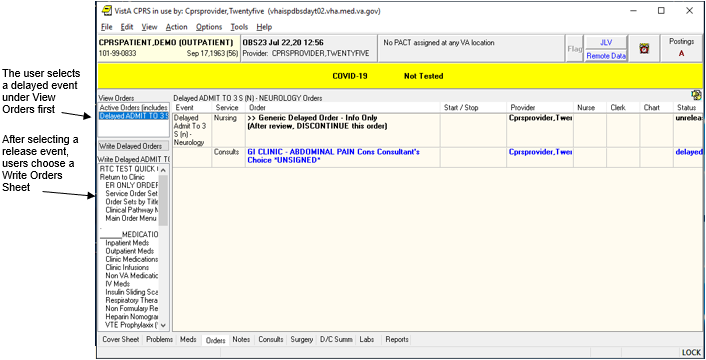 VistA CPRS in use by: Cprsprovider,Twentyfive (vhaispdbsdayt02.vha.med.va.gov)
File Edit View Action Options Tools Help
CPRSPATIENT,DEMO (OUTPATIENT)
101-99-0833 Sep 17,1963 (56)
OBS23 Jul 22,20 12:56
Provider: CPRSPROVIDER,TWENTYFIVE
No PACT assigned at any VA location
Flag
JLV
Remote Data
Postings
A
COVID-19 Not Tested
The user selects
a delayed event
under View
Orders first
After selecting a
release event,
users choose a
Write Orders
Sheet
View Orders
Active Orders (includes
Delayed ADMIT TO 3 S
Write Delayed Orders
Write Delayed ADMIT TO
RTC TEST QUICK
Return to Clinic
ER ONLY ORDER
Service Order Set
Order Sets by Title
Clinical Pathway M
Main Order Menu
______MEDICATIO
Inpatient Meds
Outpatient Meds
Clinic Medications
Clinic Infusions
Non VA Medicatic
IV Meds
Insulin Sliding Sca
Respiratory Thera
Non Formulary Re
Heparin Nomograr
VTE Prophylaxix (
Delayed ADMIT TO 3 S (N) - NEUROLOGY Orders
Event Service Order Start / Stop Provider Nurse Clerk Chart Status
Delayed Nursing >> Generic Delayed Order - Info Only Cprsprovider,Twen unrelea
Admit To 3 (After review, DISCONTINUE this order)
S (n) -
Neurology
Consults GI CLINIC - ABDOMINAL PAIN Cons Consultant's Cprsprovider,Twen delayed
Choice *UNSIGNED*
Cover Sheet Problems Meds Orders Notes Consults Surgery D/C Summ Labs Reports
LOCK